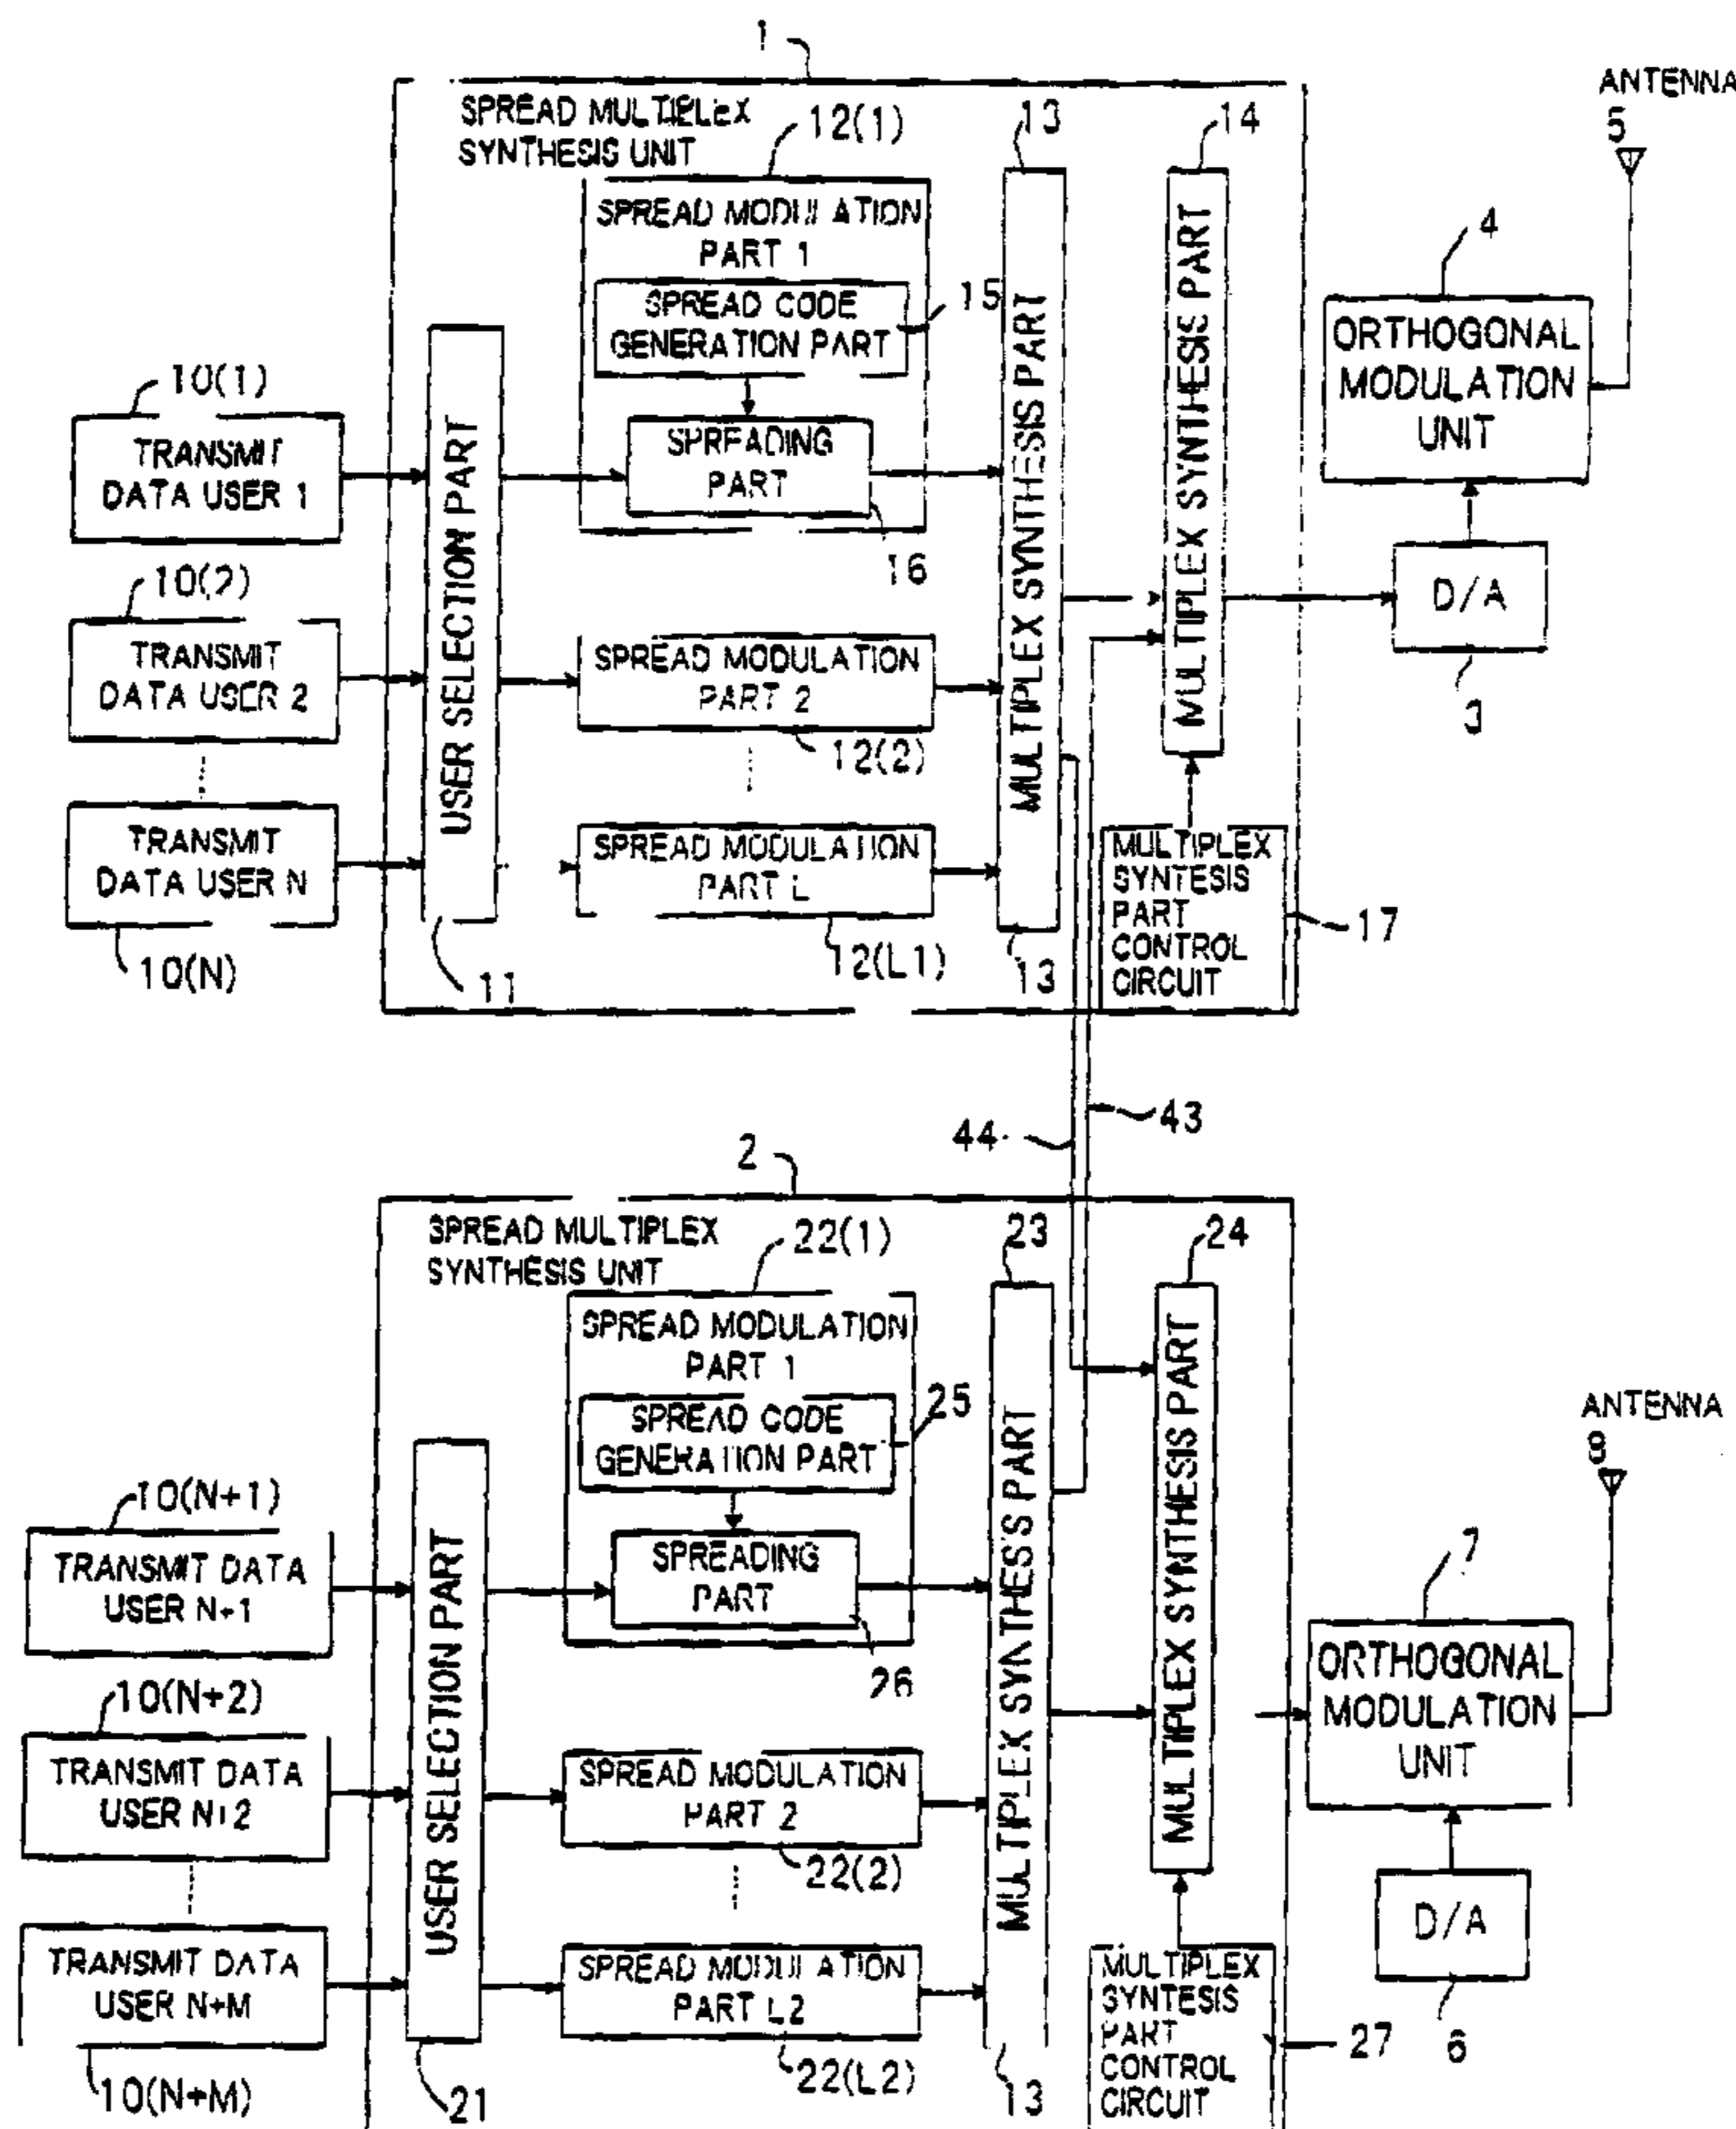 1
SPREAD MULTIPLEX
SYNTHESIS UNIT
12(1)
13
14
ANTENNA
5
SPREAD MODULATION
PART 1
SPREAD CODE
GENERATION PART
15
SPREADING
PART
16
4
ORTHOGONAL
MODULATION
UNIT
10(1)
TRANSMIT
DATA USER 1
USER SELECTION PART
MULTIPLEX SYNTHESIS PART
MULTIPLEX SYNTHESIS PART
10(2)
TRANSMIT
DATA USER 2
SPREAD MODULATION
PART 2
12(2)
D/A
3
TRANSMIT
DATA USER N
10(N)
11
SPREAD MODULATION
PART L
12(L1)
13
MULTIPLEX
SYNTESIS
PART
CONTROL
CIRCUIT
17
44
43
2
SPREAD MULTIPLEX
SYNTHESIS UNIT
22(1)
23
24
ANTENNA
8
SPREAD MODULATION
PART 1
SPREAD CODE
GENERATION PART
25
SPREADING
PART
26
7
ORTHOGONAL
MODULATION
UNIT
10(N+1)
TRANSMIT DATA
USER N+1
USER SELECTION PART
MULTIPLEX SYNTHESIS PART
MULTIPLEX SYNTHESIS PART
10(N+2)
TRANSMIT DATA
USER N+2
SPREAD MODULATION
PART 2
22(2)
D/A
6
TRANSMIT DATA
USER N+M
10(N+M)
21
SPREAD MODULATION
PART L2
22(L2)
13
MULTIPLEX
SYNTESIS
PART
CONTROL
CIRCUIT
27